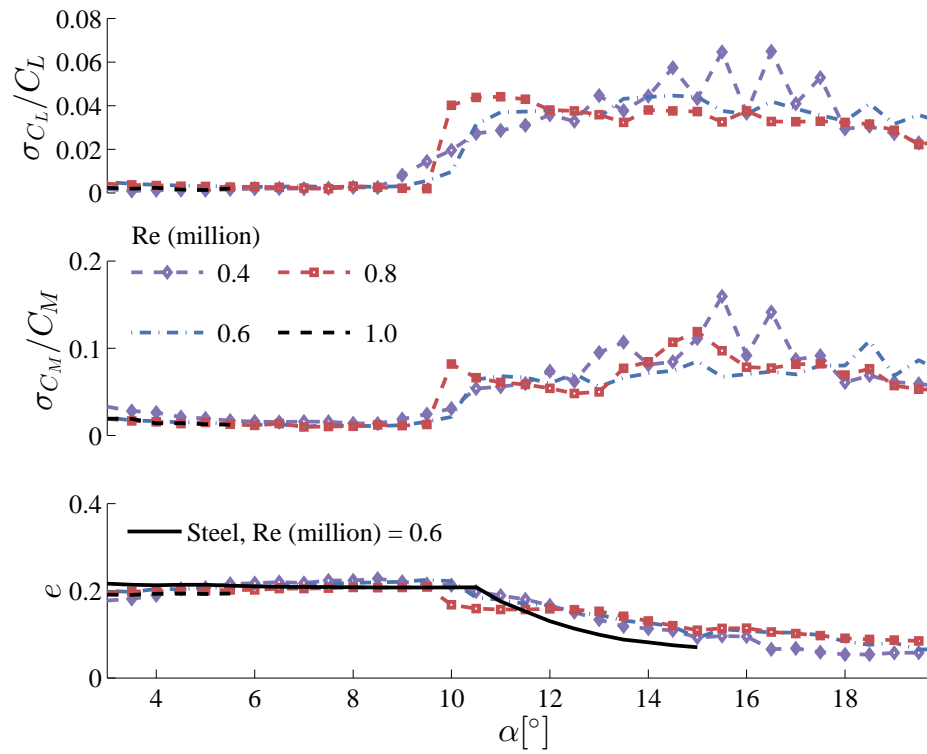 0.08
0.06
0.04
0.02
0
σ_{C_L}/C_L
Re (million)
0.4
0.8
0.6
1.0
0.2
0.1
0
σ_{C_M}/C_M
0.4
0.2
0
e
Steel, Re (million) = 0.6
4 6 8 10 12 14 16 18
α[°]